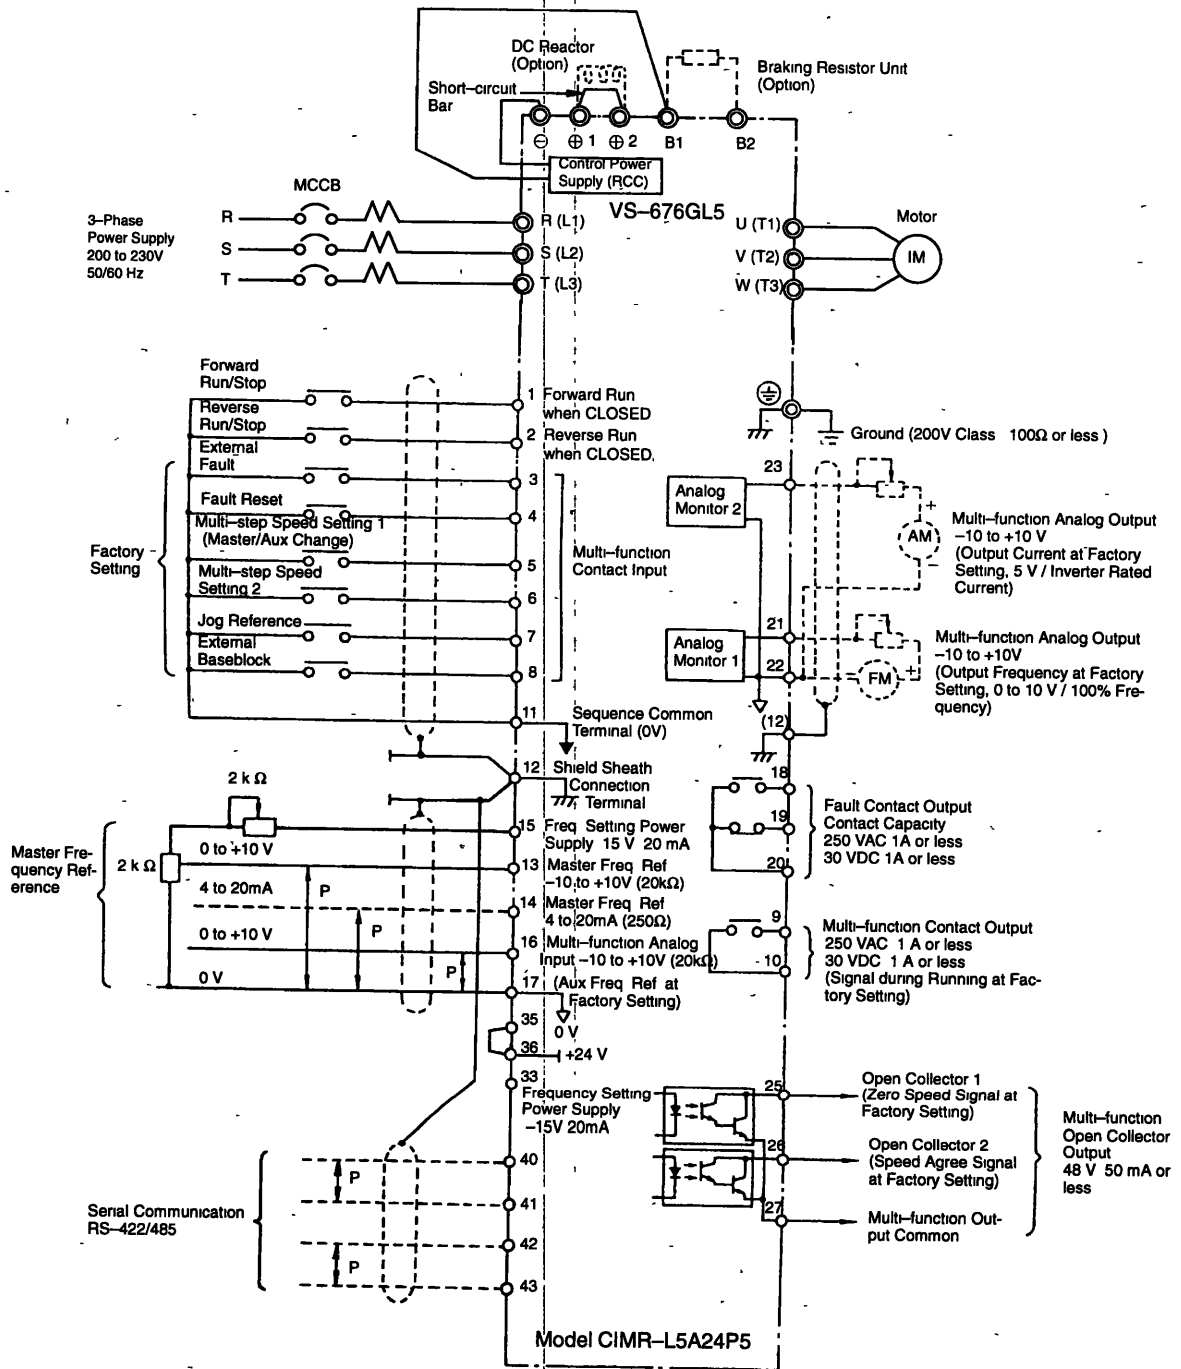 DC Reactor
(Option)
Short-circuit
Bar
Braking Resistor Unit
(Option)
⊖
⊕ 1
⊕ 2
B1
B2
Control Power
Supply (RCC)
VS-676GL5
MCCB
3-Phase
Power Supply
200 to 230V
50/60 Hz
R
S
T
R (L1)
S (L2)
T (L3)
U (T1)
V (T2)
W (T3)
Motor
IM
Forward
Run/Stop
Reverse
Run/Stop
External
Fault
Fault Reset
Multi-step Speed Setting 1
(Master/Aux Change)
Multi-step Speed
Setting 2
Jog Reference
External
Baseblock
Factory
Setting
1 Forward Run
when CLOSED
2 Reverse Run
when CLOSED
3
4
5
6
7
8
Multi-function
Contact Input
11
Sequence Common
Terminal (0V)
12 Shield Sheath
Connection
Terminal
Ground (200V Class 100Ω or less )
23
Analog
Monitor 2
AM
+
−
Multi-function Analog Output
-10 to +10 V
(Output Current at Factory
Setting, 5 V / Inverter Rated
Current)
21
Analog
Monitor 1
22
FM
+
Multi-function Analog Output
-10 to +10V
(Output Frequency at Factory
Setting, 0 to 10 V / 100% Fre-
quency)
(12)
18
19
20
Fault Contact Output
Contact Capacity
250 VAC 1A or less
30 VDC 1A or less
9
10
Multi-function Contact Output
250 VAC 1 A or less
30 VDC 1 A or less
(Signal during Running at Fac-
tory Setting)
2 k Ω
Master Fre-
quency Ref-
erence
2 k Ω
0 to +10 V
4 to 20mA
0 to +10 V
0 V
P
P
P
15 Freq Setting Power
Supply 15 V 20 mA
13 Master Freq Ref
-10 to +10V (20kΩ)
14 Master Freq Ref
4 to 20mA (250Ω)
16 Multi-function Analog
Input -10 to +10V (20kΩ)
17 (Aux Freq Ref at
Factory Setting)
0 V
35
36
+24 V
33
Frequency Setting
Power Supply
-15V 20mA
25
Open Collector 1
(Zero Speed Signal at
Factory Setting)
26
Open Collector 2
(Speed Agree Signal
at Factory Setting)
27
Multi-function Out-
put Common
Multi-function
Open Collector
Output
48 V 50 mA or
less
Serial Communication
RS-422/485
P
P
40
41
42
43
Model CIMR-L5A24P5